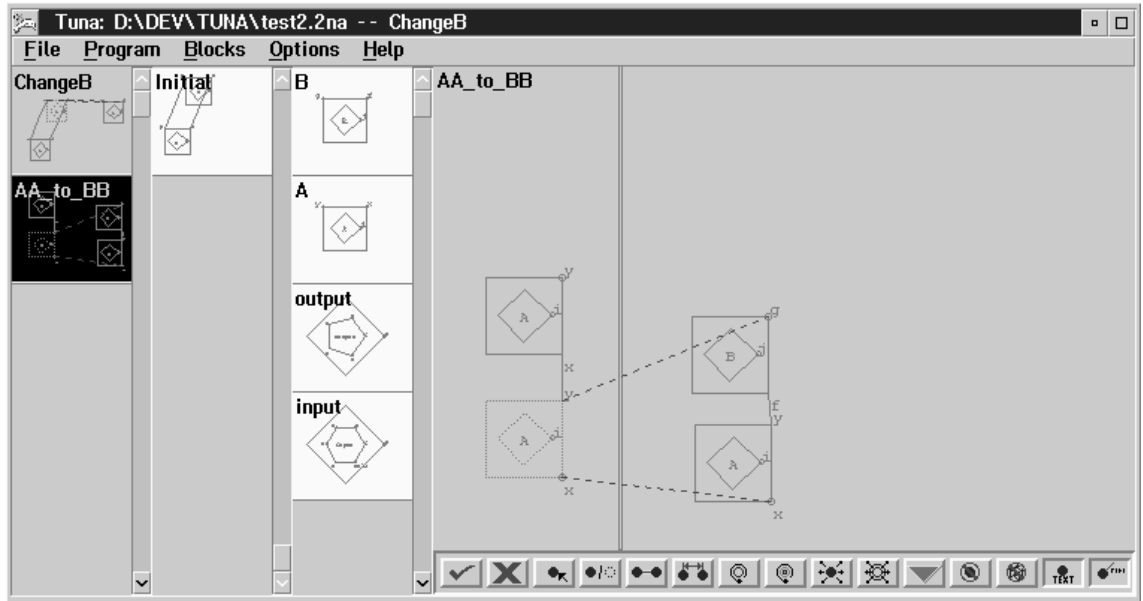 Tuna: D:\DEV\TUNA\test2.2na -- ChangeB
File Program Blocks Options Help
ChangeB
Initial
B
AA_to_BB
AA_to_BB
A
output
input
y
A i
x
y
A i
x
g
B j
f
y
A i
x
TEXT